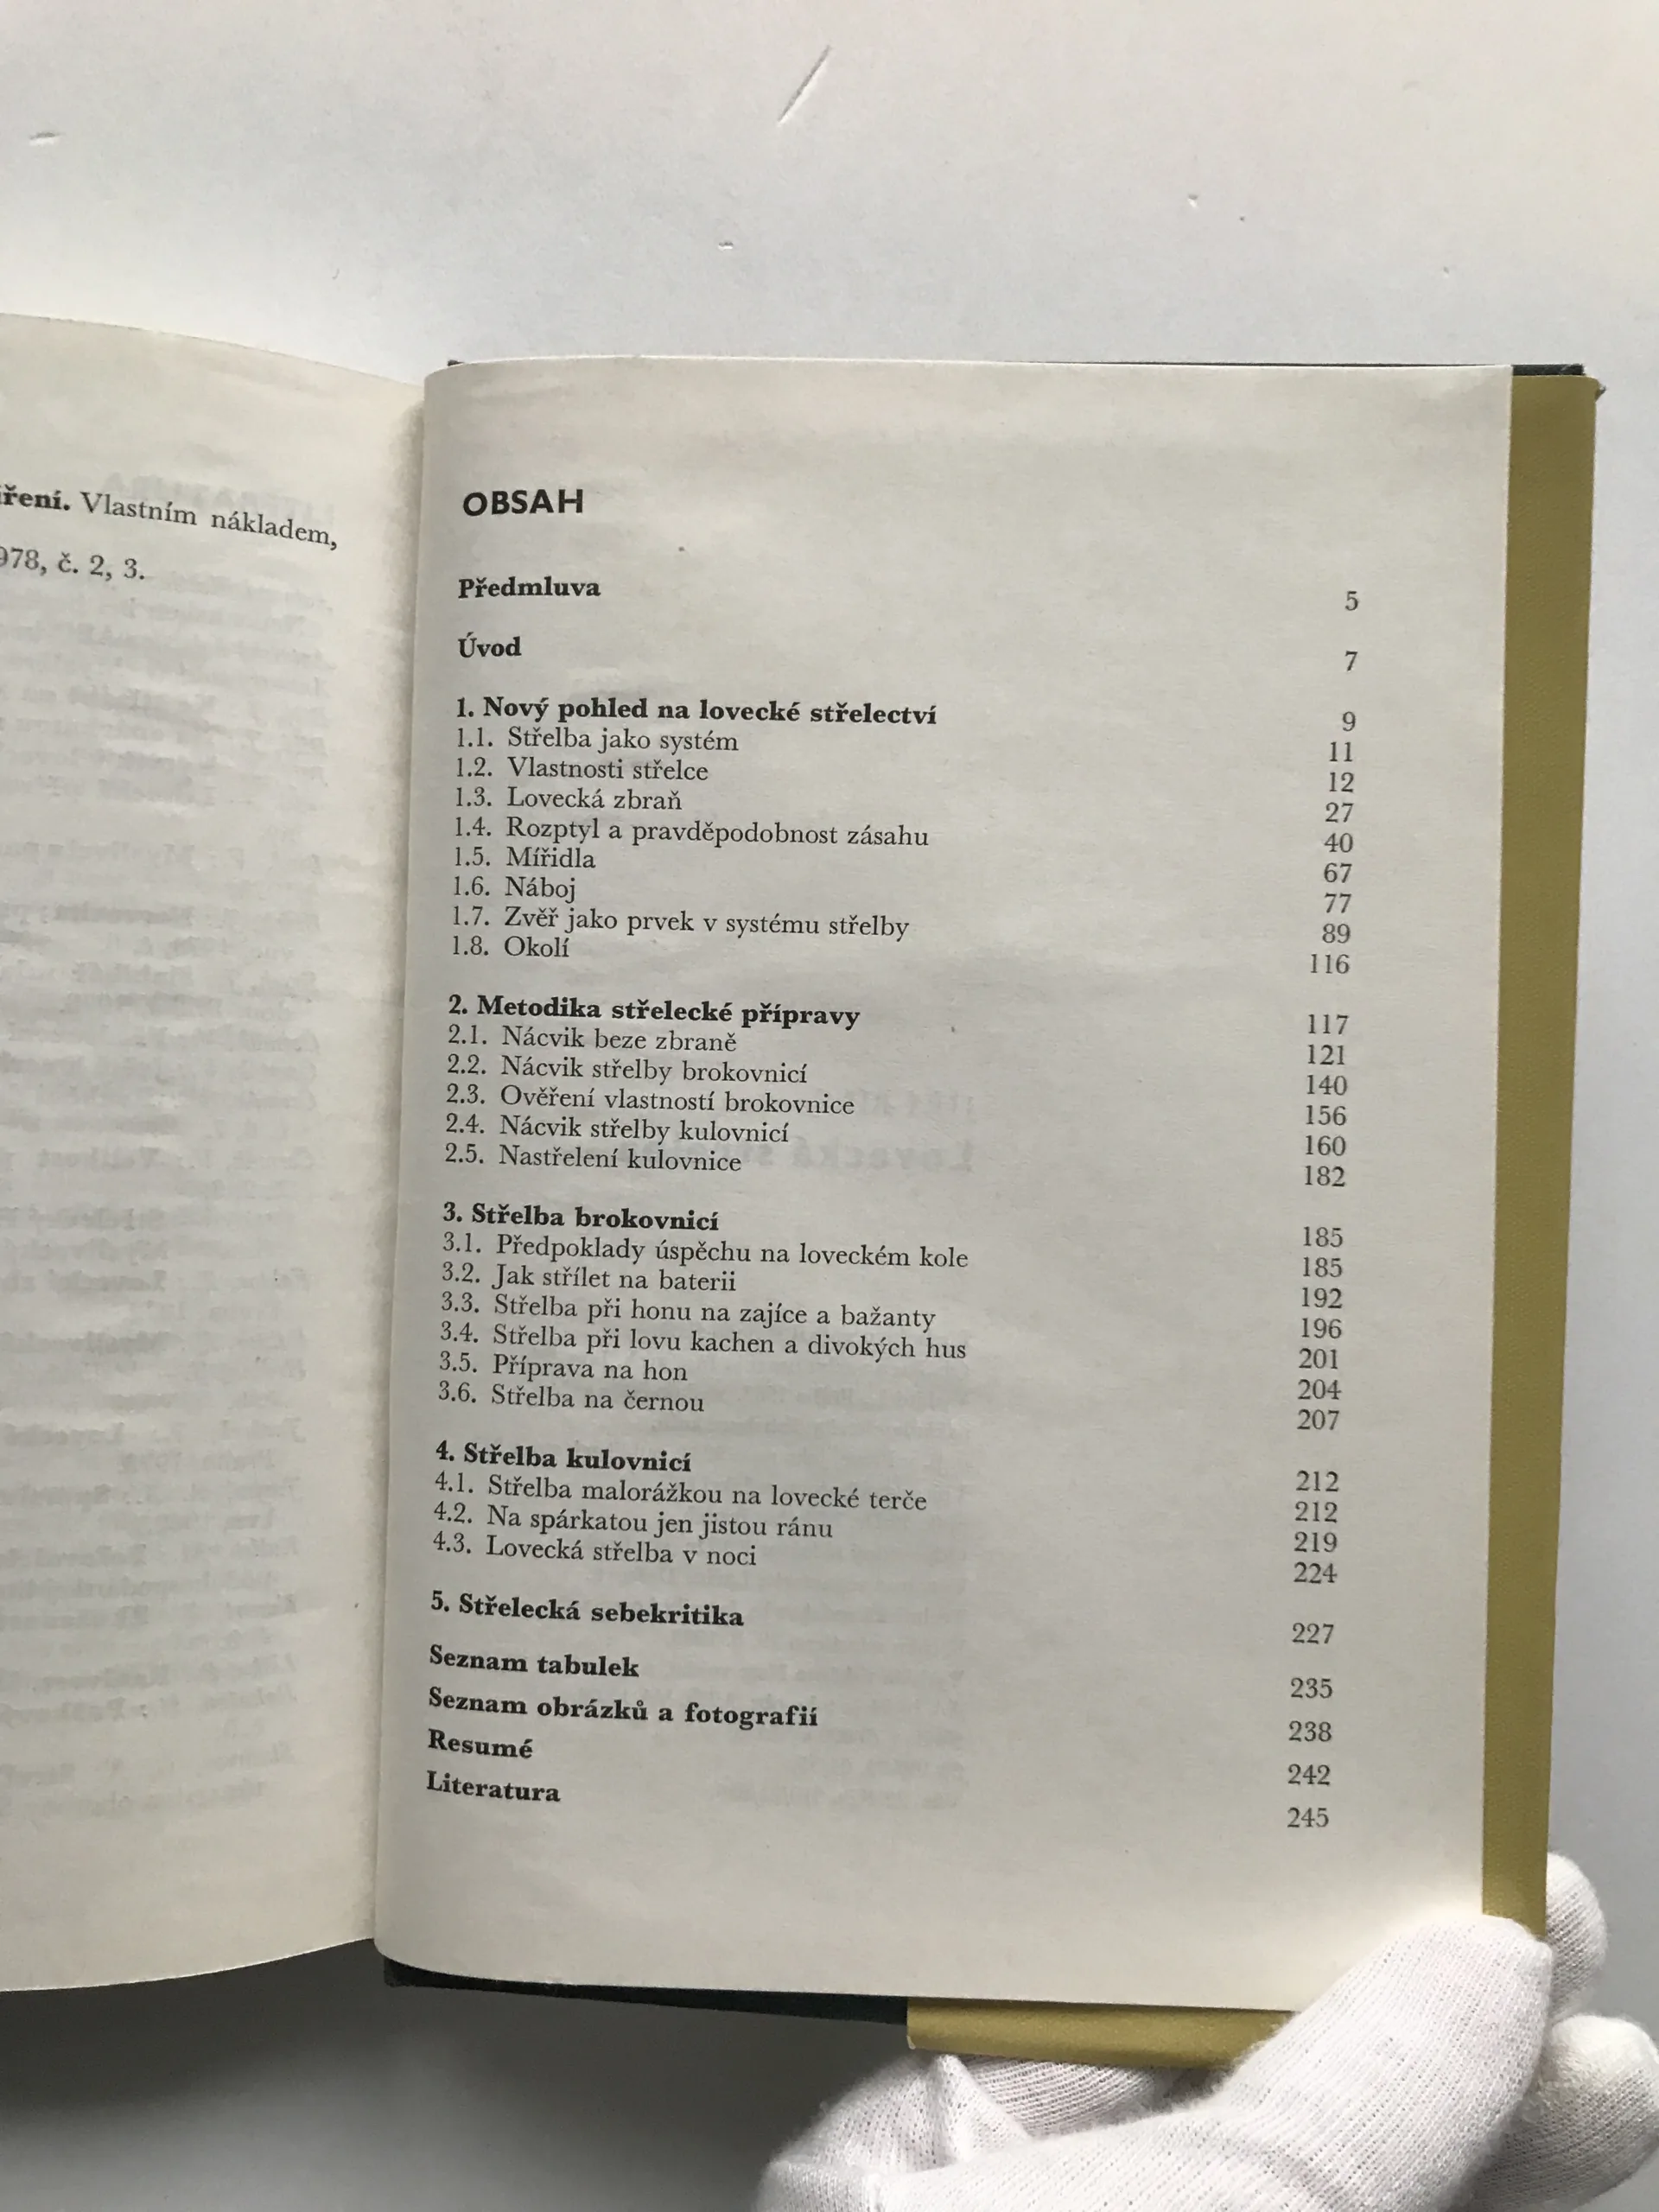 ření. Vlastním nákladem,
978, č. 2, 3.
OBSAH
Předmluva 5
Úvod 7
1. Nový pohled na lovecké střelectví 9
1.1. Střelba jako systém 11
1.2. Vlastnosti střelce 12
1.3. Lovecká zbraň 27
1.4. Rozptyl a pravděpodobnost zásahu 40
1.5. Mířidla 67
1.6. Náboj 77
1.7. Zvěř jako prvek v systému střelby 89
1.8. Okolí 116
2. Metodika střelecké přípravy 117
2.1. Nácvik beze zbraně 121
2.2. Nácvik střelby brokovnicí 140
2.3. Ověření vlastností brokovnice 156
2.4. Nácvik střelby kulovnicí 160
2.5. Nastřelení kulovnice 182
3. Střelba brokovnicí 185
3.1. Předpoklady úspěchu na loveckém kole 185
3.2. Jak střílet na baterii 192
3.3. Střelba při honu na zajíce a bažanty 196
3.4. Střelba při lovu kachen a divokých hus 201
3.5. Příprava na hon 204
3.6. Střelba na černou 207
4. Střelba kulovnicí 212
4.1. Střelba malorážkou na lovecké terče 212
4.2. Na spárkatou jen jistou ránu 219
4.3. Lovecká střelba v noci 224
5. Střelecká sebekritika 227
Seznam tabulek 235
Seznam obrázků a fotografií 238
Resumé 242
Literatura 245